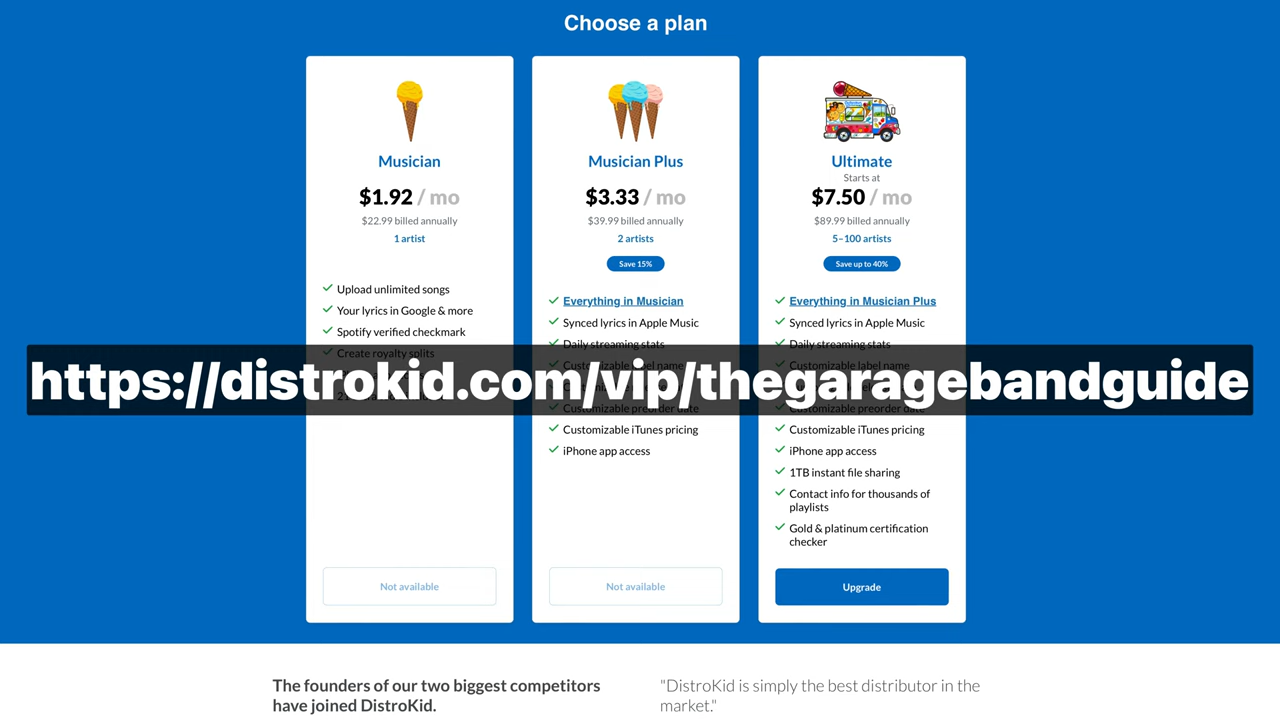 Choose a plan
Musician
$1.92 / mo
$22.99 billed annually
1 artist
Upload unlimited songs
Your lyrics in Google & more
Spotify verified checkmark
Create royalty splits
Musician Plus
$3.33 / mo
$39.99 billed annually
2 artists
Save 15%
Everything in Musician
Synced lyrics in Apple Music
Daily streaming stats
Customizable label name
Customizable preorder date
Customizable iTunes pricing
iPhone app access
Ultimate
Starts at
$7.50 / mo
$89.99 billed annually
5–100 artists
Save up to 40%
Everything in Musician Plus
Synced lyrics in Apple Music
Daily streaming stats
Customizable label name
Customizable preorder date
Customizable iTunes pricing
iPhone app access
1TB instant file sharing
Contact info for thousands of
playlists
Gold & platinum certification
checker
https://distrokid.com/vip/thegaragebandguide
Not available
Not available
Upgrade
The founders of our two biggest competitors
have joined DistroKid.
"DistroKid is simply the best distributor in the
market."